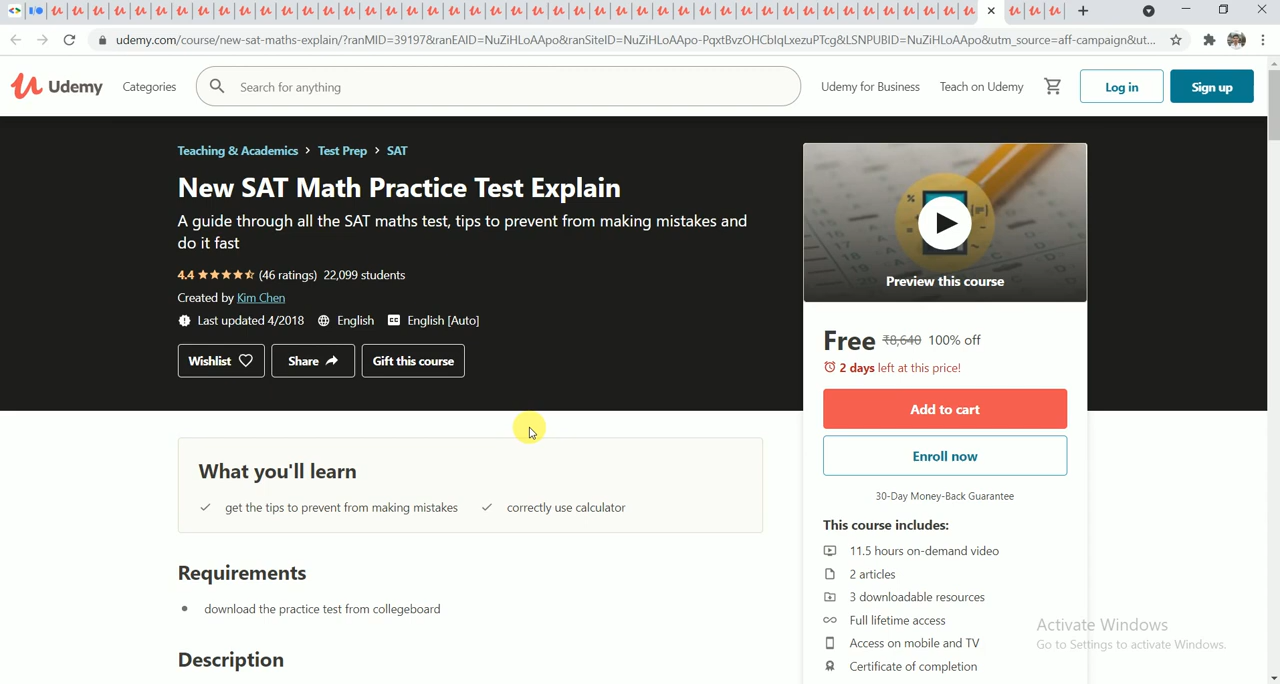 udemy.com/course/new-sat-maths-explain/?ranMID=39197&ranEAID=NuZiHLoAApo&ranSiteID=NuZiHLoAApo-PqxtBvzOHCbIqLxezuPTcg&LSNPUBID=NuZiHLoAApo&utm_source=aff-campaign&ut...
Udemy
Categories
Search for anything
Udemy for Business
Teach on Udemy
Log in
Sign up
Teaching & Academics > Test Prep > SAT
New SAT Math Practice Test Explain
A guide through all the SAT maths test, tips to prevent from making mistakes and
do it fast
4.4 (46 ratings) 22,099 students
Created by Kim Chen
Last updated 4/2018 English English [Auto]
Wishlist
Share
Gift this course
What you'll learn
get the tips to prevent from making mistakes
correctly use calculator
Requirements
download the practice test from collegeboard
Description
Preview this course
Free ₹8,640 100% off
2 days left at this price!
Add to cart
Enroll now
30-Day Money-Back Guarantee
This course includes:
11.5 hours on-demand video
2 articles
3 downloadable resources
Full lifetime access
Access on mobile and TV
Certificate of completion
Activate Windows
Go to Settings to activate Windows.